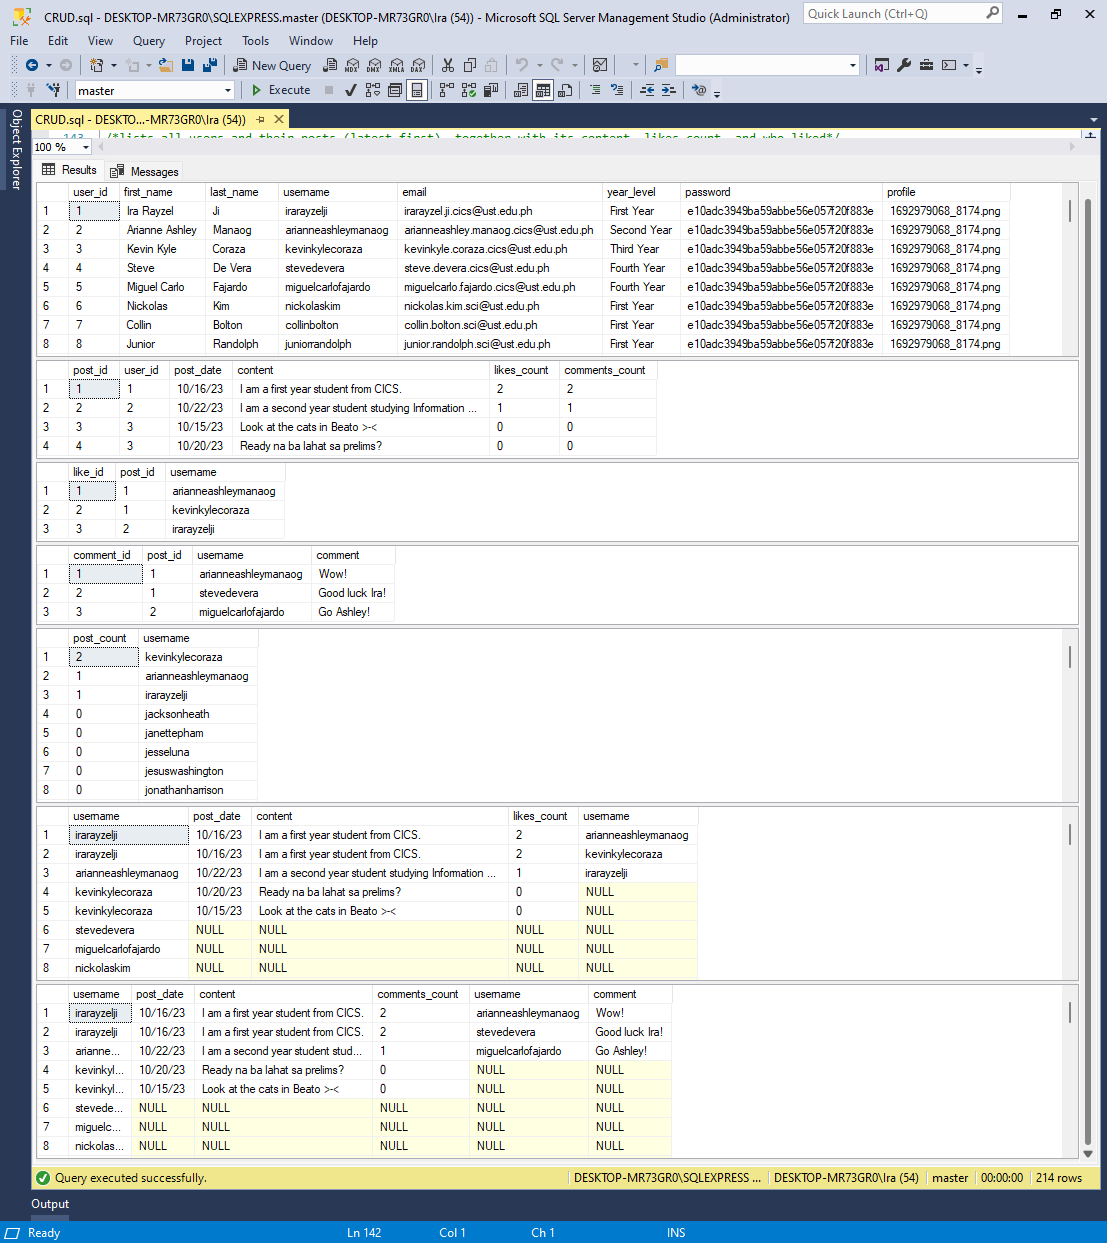 CRUD.sql - DESKTOP-MR73GR0\SQLEXPRESS.master (DESKTOP-MR73GR0\Ira (54)) - Microsoft SQL Server Management Studio (Administrator)
Quick Launch (Ctrl+Q)
File Edit View Query Project Tools Window Help
New Query MDX DMX XMLA DAX
master Execute
Object Explorer
CRUD.sql - DESKTO...-MR73GR0\Ira (54))
143 /*lists all users and their posts (latest first), together with its content, likes count, and who liked*/
100 %
Results Messages
user_id first_name last_name username email year_level password profile
1 1 Ira Rayzel Ji irarayzelji irarayzel.ji.cics@ust.edu.ph First Year e10adc3949ba59abbe56e057f20f883e 1692979068_8174.png
2 2 Arianne Ashley Manaog arianneashleymanaog arianneashley.manaog.cics@ust.edu.ph Second Year e10adc3949ba59abbe56e057f20f883e 1692979068_8174.png
3 3 Kevin Kyle Coraza kevinkylecoraza kevinkyle.coraza.cics@ust.edu.ph Third Year e10adc3949ba59abbe56e057f20f883e 1692979068_8174.png
4 4 Steve De Vera stevedevera steve.devera.cics@ust.edu.ph Fourth Year e10adc3949ba59abbe56e057f20f883e 1692979068_8174.png
5 5 Miguel Carlo Fajardo miguelcarlofajardo miguelcarlo.fajardo.cics@ust.edu.ph Fourth Year e10adc3949ba59abbe56e057f20f883e 1692979068_8174.png
6 6 Nickolas Kim nickolaskim nickolas.kim.sci@ust.edu.ph First Year e10adc3949ba59abbe56e057f20f883e 1692979068_8174.png
7 7 Collin Bolton collinbolton collin.bolton.sci@ust.edu.ph First Year e10adc3949ba59abbe56e057f20f883e 1692979068_8174.png
8 8 Junior Randolph juniorrandolph junior.randolph.sci@ust.edu.ph First Year e10adc3949ba59abbe56e057f20f883e 1692979068_8174.png
post_id user_id post_date content likes_count comments_count
1 1 1 10/16/23 I am a first year student from CICS. 2 2
2 2 2 10/22/23 I am a second year student studying Information ... 1 1
3 3 3 10/15/23 Look at the cats in Beato >-< 0 0
4 4 3 10/20/23 Ready na ba lahat sa prelims? 0 0
like_id post_id username
1 1 1 arianneashleymanaog
2 2 1 kevinkylecoraza
3 3 2 irarayzelji
comment_id post_id username comment
1 1 1 arianneashleymanaog Wow!
2 2 1 stevedevera Good luck Ira!
3 3 2 miguelcarlofajardo Go Ashley!
post_count username
1 2 kevinkylecoraza
2 1 arianneashleymanaog
3 1 irarayzelji
4 0 jacksonheath
5 0 janettepham
6 0 jesseluna
7 0 jesuswashington
8 0 jonathanharrison
username post_date content likes_count username
1 irarayzelji 10/16/23 I am a first year student from CICS. 2 arianneashleymanaog
2 irarayzelji 10/16/23 I am a first year student from CICS. 2 kevinkylecoraza
3 arianneashleymanaog 10/22/23 I am a second year student studying Information ... 1 irarayzelji
4 kevinkylecoraza 10/20/23 Ready na ba lahat sa prelims? 0 NULL
5 kevinkylecoraza 10/15/23 Look at the cats in Beato >-< 0 NULL
6 stevedevera NULL NULL NULL NULL
7 miguelcarlofajardo NULL NULL NULL NULL
8 nickolaskim NULL NULL NULL NULL
username post_date content comments_count username comment
1 irarayzelji 10/16/23 I am a first year student from CICS. 2 arianneashleymanaog Wow!
2 irarayzelji 10/16/23 I am a first year student from CICS. 2 stevedevera Good luck Ira!
3 arianne... 10/22/23 I am a second year student stud... 1 miguelcarlofajardo Go Ashley!
4 kevinkyl... 10/20/23 Ready na ba lahat sa prelims? 0 NULL NULL
5 kevinkyl... 10/15/23 Look at the cats in Beato >-< 0 NULL NULL
6 stevede... NULL NULL NULL NULL NULL
7 miguelc... NULL NULL NULL NULL NULL
8 nickolas... NULL NULL NULL NULL NULL
Query executed successfully. DESKTOP-MR73GR0\SQLEXPRESS ... DESKTOP-MR73GR0\Ira (54) master 00:00:00 214 rows
Output
Ready Ln 142 Col 1 Ch 1 INS